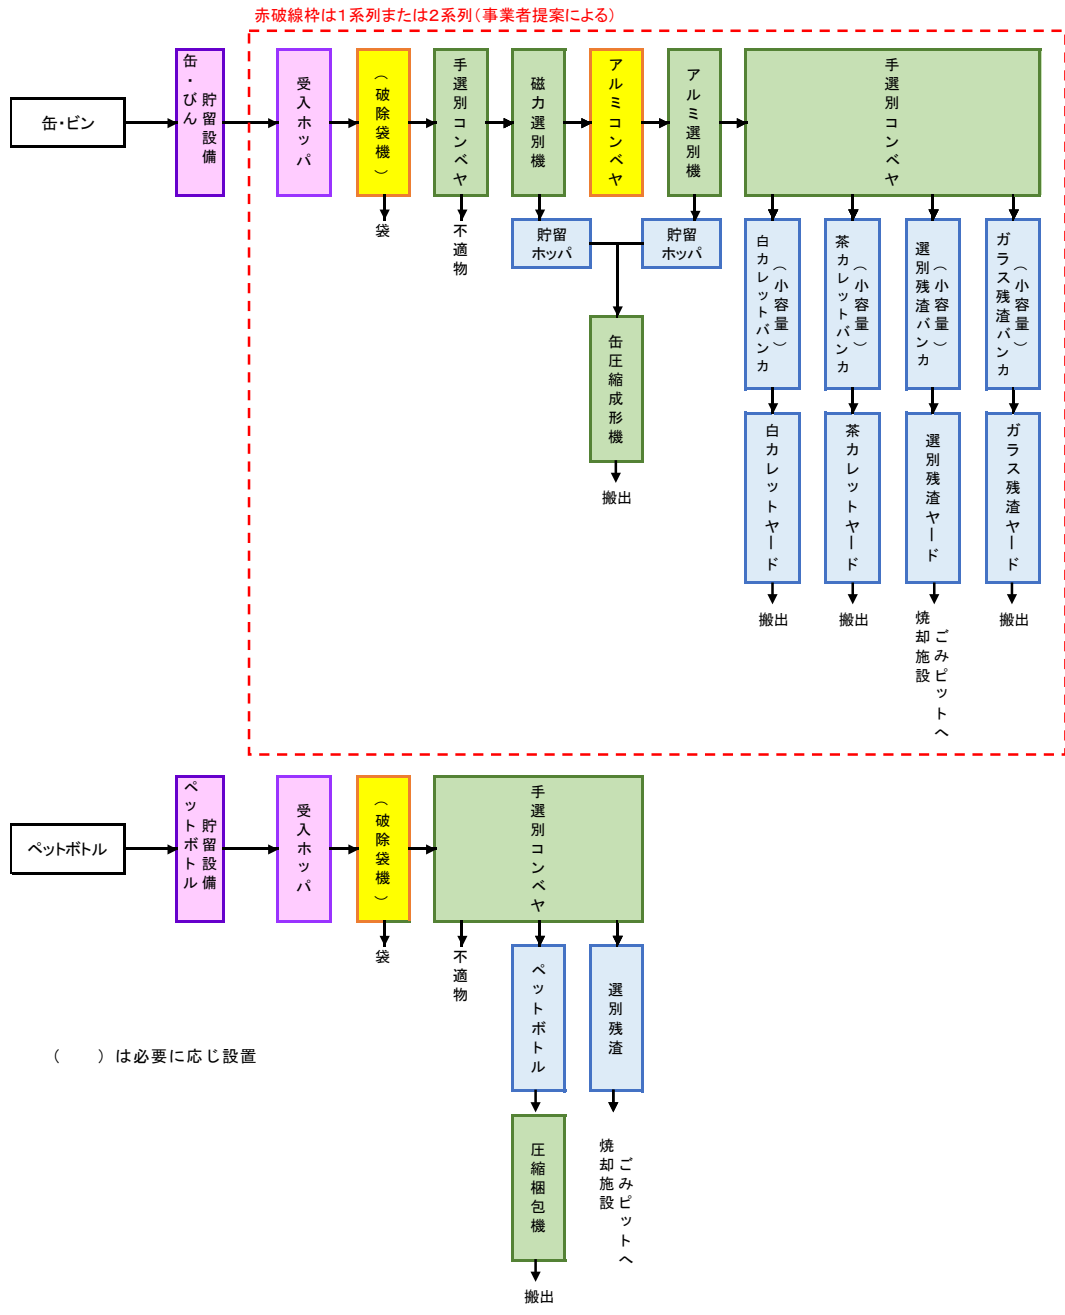 赤破線枠は１系列または２系列（事業者提案による）
缶・ビン
缶・びん
貯留設備
受入ホッパ
（破除袋機）
手選別コンベヤ
磁力選別機
アルミコンベヤ
アルミ選別機
手選別コンベヤ
袋
不適物
貯留
ホッパ
貯留
ホッパ
缶圧縮成形機
搬出
白カレットバンカ
（小容量）
茶カレットバンカ
（小容量）
選別残渣バンカ
（小容量）
ガラス残渣バンカ
（小容量）
白カレットヤード
茶カレットヤード
選別残渣ヤード
ガラス残渣ヤード
搬出
搬出
焼却施設
ごみピットへ
搬出
ペットボトル
ペットボトル
貯留設備
受入ホッパ
（破除袋機）
手選別コンベヤ
袋
不適物
ペットボトル
選別残渣
圧縮梱包機
焼却施設
ごみピットへ
搬出
（　　）は必要に応じ設置